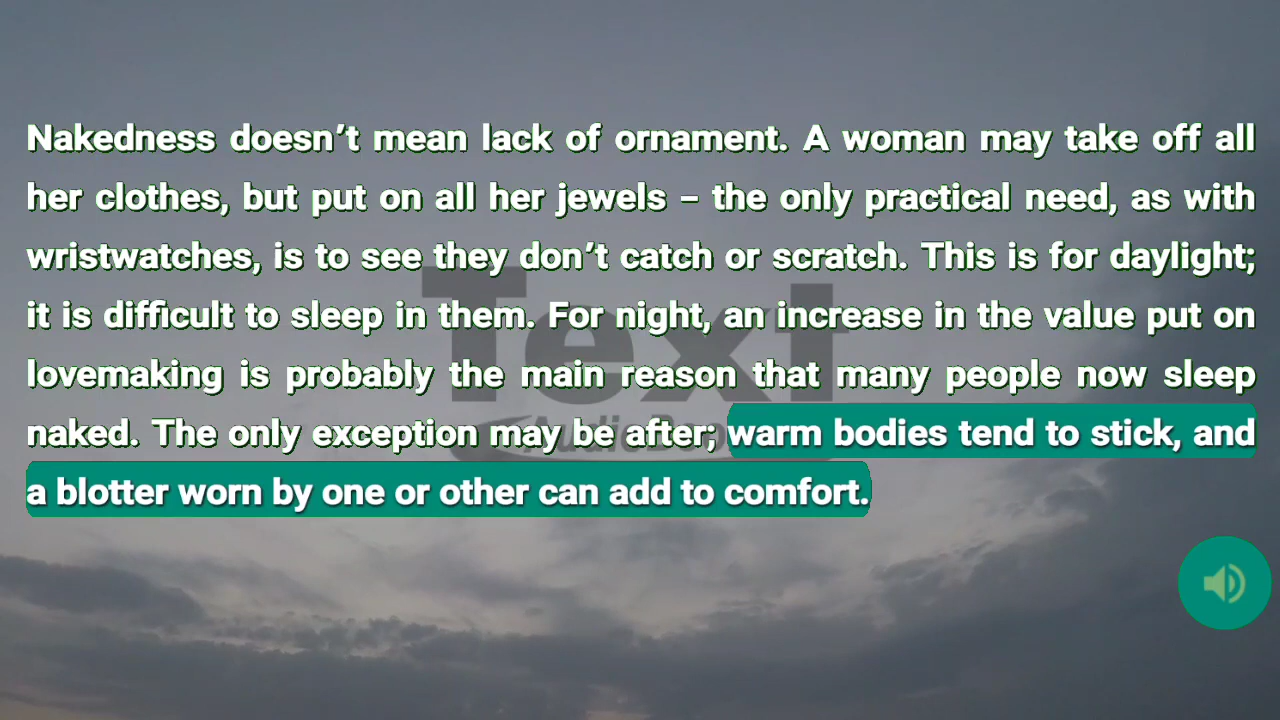 Nakedness doesn’t mean lack of ornament. A woman may take off all
her clothes, but put on all her jewels – the only practical need, as with
wristwatches, is to see they don’t catch or scratch. This is for daylight;
it is difficult to sleep in them. For night, an increase in the value put on
lovemaking is probably the main reason that many people now sleep
naked. The only exception may be after; warm bodies tend to stick, and
a blotter worn by one or other can add to comfort.
Text